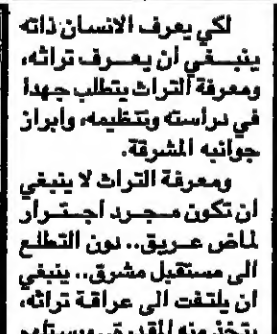 لكي يعرف الانسان ذاته
ينبغي ان يعرف تراثه،
ومعرفة التراث يتطلب جهدا
في دراسته وتنظيمه، وابراز
جوانبه المشرقة.
ومعرفة التراث لا ينبغي
ان تكون مجرد اجترار
لماض عريق.. دون التطلع
الى مستقبل مشرق.. ينبغي
ان يلتفت الى عراقة تراثه،